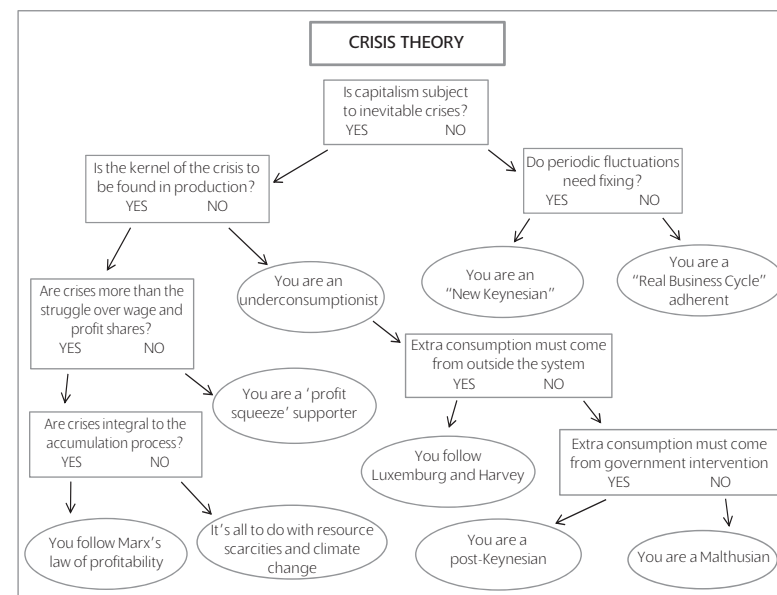 CRISIS THEORY
Is capitalism subject
to inevitable crises?
YES NO
Is the kernel of the crisis to
be found in production?
YES NO
Do periodic fluctuations
need fixing?
YES NO
You are an
underconsumptionist
You are an
“New Keynesian”
You are a
“Real Business Cycle”
adherent
Are crises more than the
struggle over wage and
profit shares?
YES NO
Extra consumption must come
from outside the system
YES NO
You are a ‘profit
squeeze’ supporter
Are crises integral to the
accumulation process?
YES NO
You follow
Luxemburg and Harvey
Extra consumption must come
from government intervention
YES NO
You follow Marx’s
law of profitability
It’s all to do with resource
scarcities and climate
change
You are a
post-Keynesian
You are a Malthusian